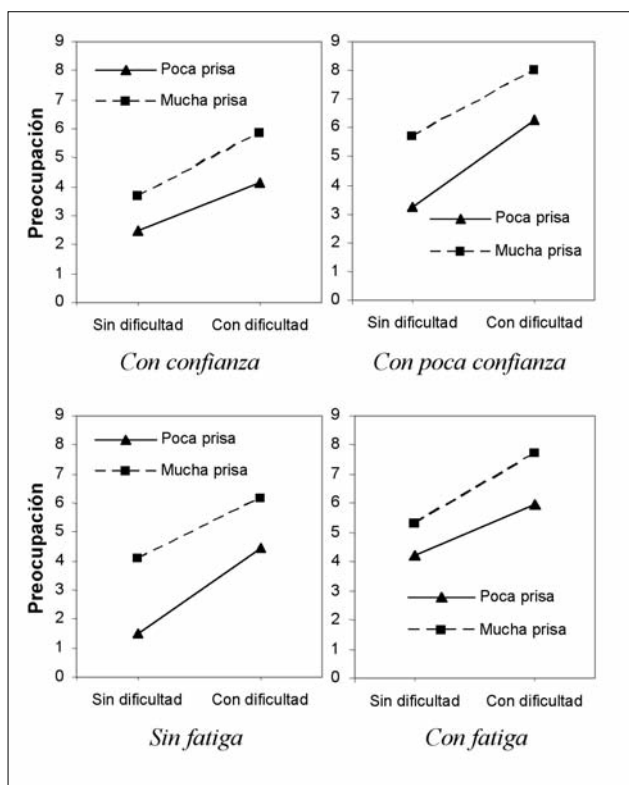 9
8
7
6
5
4
3
2
1
0
Preocupación
Poca prisa
Mucha prisa
Sin dificultad Con dificultad
Con confianza
9
8
7
6
5
4
3
2
1
0
Poca prisa
Mucha prisa
Sin dificultad Con dificultad
Con poca confianza
9
8
7
6
5
4
3
2
1
0
Preocupación
Poca prisa
Mucha prisa
Sin dificultad Con dificultad
Sin fatiga
9
8
7
6
5
4
3
2
1
0
Poca prisa
Mucha prisa
Sin dificultad Con dificultad
Con fatiga